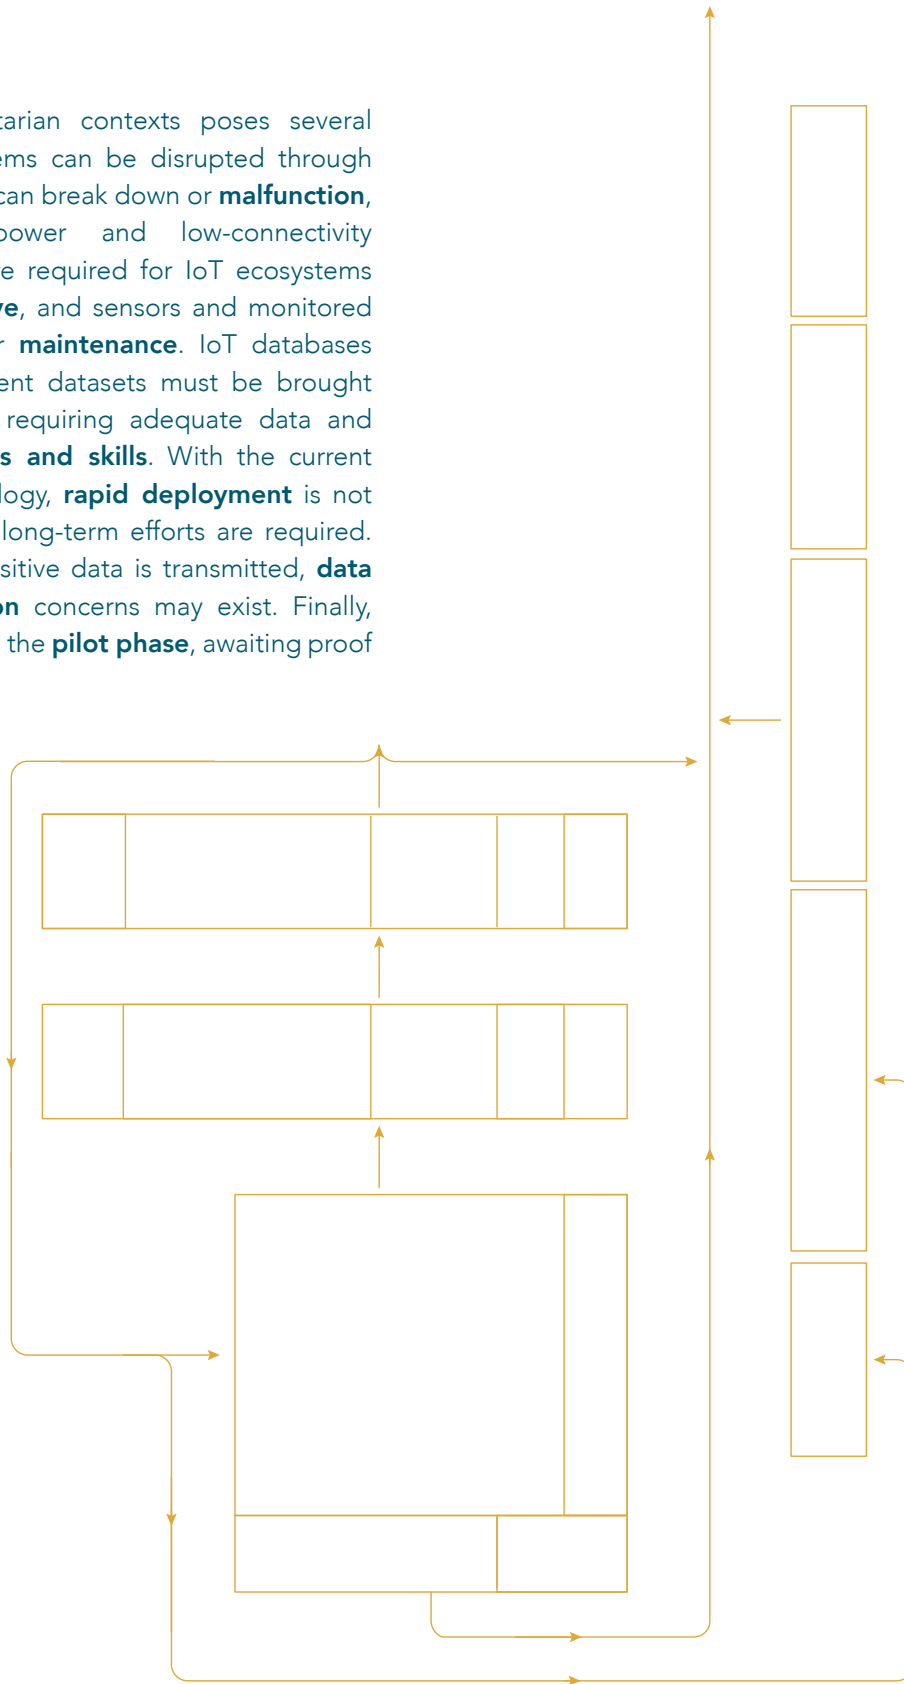 tarian contexts poses several
ems can be disrupted through
can break down or malfunction,
power and low-connectivity
re required for IoT ecosystems
ve, and sensors and monitored
r maintenance. IoT databases
ent datasets must be brought
requiring adequate data and
s and skills. With the current
logy, rapid deployment is not
long-term efforts are required.
sitive data is transmitted, data
on concerns may exist. Finally,
the pilot phase, awaiting proof